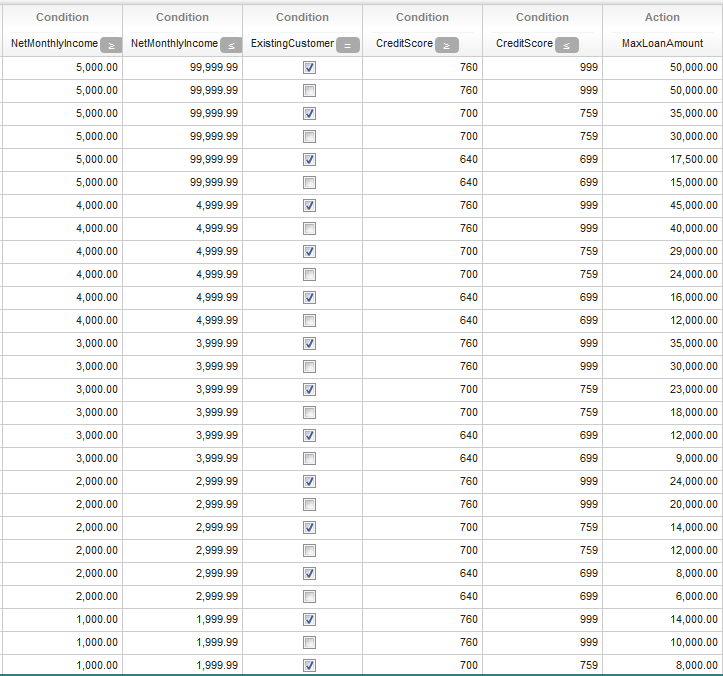 Condition Condition Condition Condition Condition Action
NetMonthlyIncome ≥ NetMonthlyIncome ≤ ExistingCustomer = CreditScore ≥ CreditScore ≤ MaxLoanAmount
5,000.00 99,999.99 760 999 50,000.00
5,000.00 99,999.99 760 999 50,000.00
5,000.00 99,999.99 700 759 35,000.00
5,000.00 99,999.99 700 759 30,000.00
5,000.00 99,999.99 640 699 17,500.00
5,000.00 99,999.99 640 699 15,000.00
4,000.00 4,999.99 760 999 45,000.00
4,000.00 4,999.99 760 999 40,000.00
4,000.00 4,999.99 700 759 29,000.00
4,000.00 4,999.99 700 759 24,000.00
4,000.00 4,999.99 640 699 16,000.00
4,000.00 4,999.99 640 699 12,000.00
3,000.00 3,999.99 760 999 35,000.00
3,000.00 3,999.99 760 999 30,000.00
3,000.00 3,999.99 700 759 23,000.00
3,000.00 3,999.99 700 759 18,000.00
3,000.00 3,999.99 640 699 12,000.00
3,000.00 3,999.99 640 699 9,000.00
2,000.00 2,999.99 760 999 24,000.00
2,000.00 2,999.99 760 999 20,000.00
2,000.00 2,999.99 700 759 14,000.00
2,000.00 2,999.99 700 759 12,000.00
2,000.00 2,999.99 640 699 8,000.00
2,000.00 2,999.99 640 699 6,000.00
1,000.00 1,999.99 760 999 14,000.00
1,000.00 1,999.99 760 999 10,000.00
1,000.00 1,999.99 700 759 8,000.00